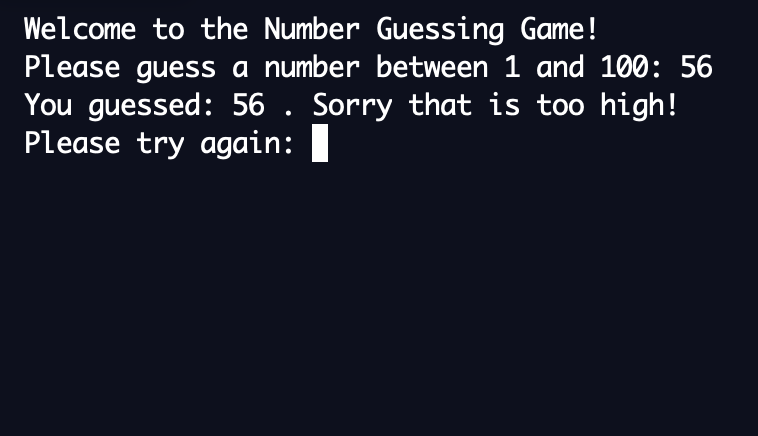 Welcome to the Number Guessing Game!
Please guess a number between 1 and 100: 56
You guessed: 56 . Sorry that is too high!
Please try again: